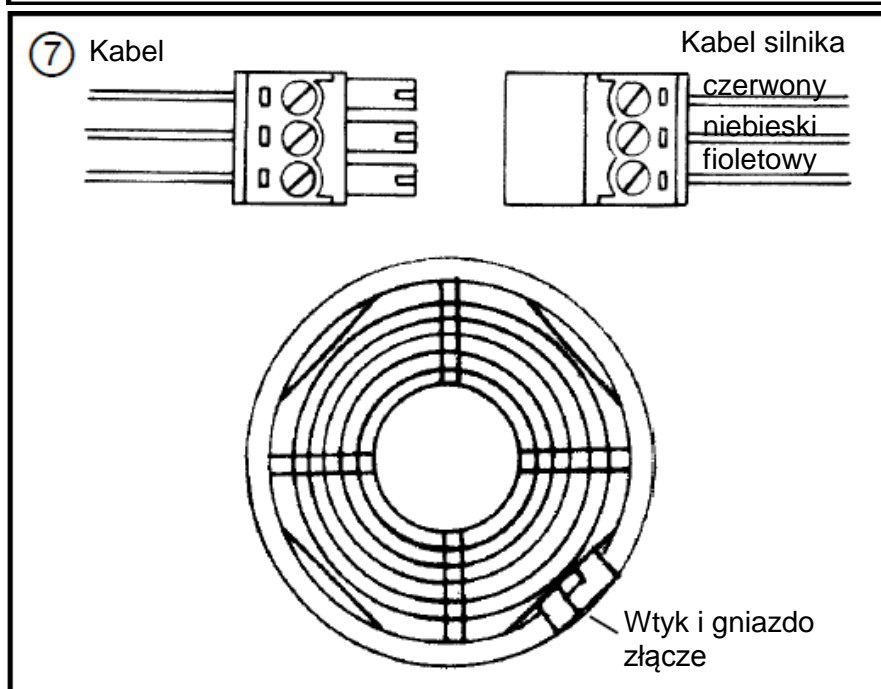 7 Kabel
Kabel silnika
czerwony
niebieski
fioletowy
Wtyk i gniazdo
złącze